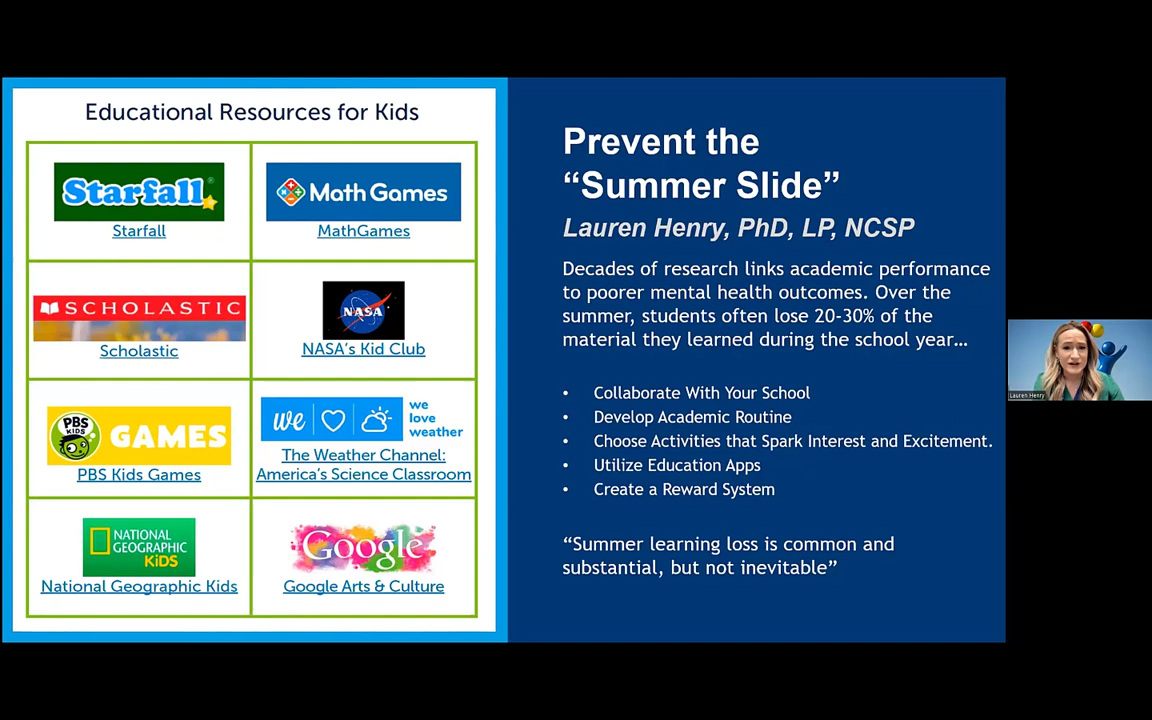 Educational Resources for Kids
Starfall
Math Games
Starfall
MathGames
SCHOLASTIC
NASA
Scholastic
NASA's Kid Club
PBS KIDS
GAMES
we
we
love
weather
PBS Kids Games
The Weather Channel:
America's Science Classroom
NATIONAL
GEOGRAPHIC
KiDS
Google
National Geographic Kids
Google Arts & Culture
Prevent the
“Summer Slide”
Lauren Henry, PhD, LP, NCSP
Decades of research links academic performance
to poorer mental health outcomes. Over the
summer, students often lose 20-30% of the
material they learned during the school year…
• Collaborate With Your School
• Develop Academic Routine
• Choose Activities that Spark Interest and Excitement.
• Utilize Education Apps
• Create a Reward System
“Summer learning loss is common and
substantial, but not inevitable”
Lauren Henry